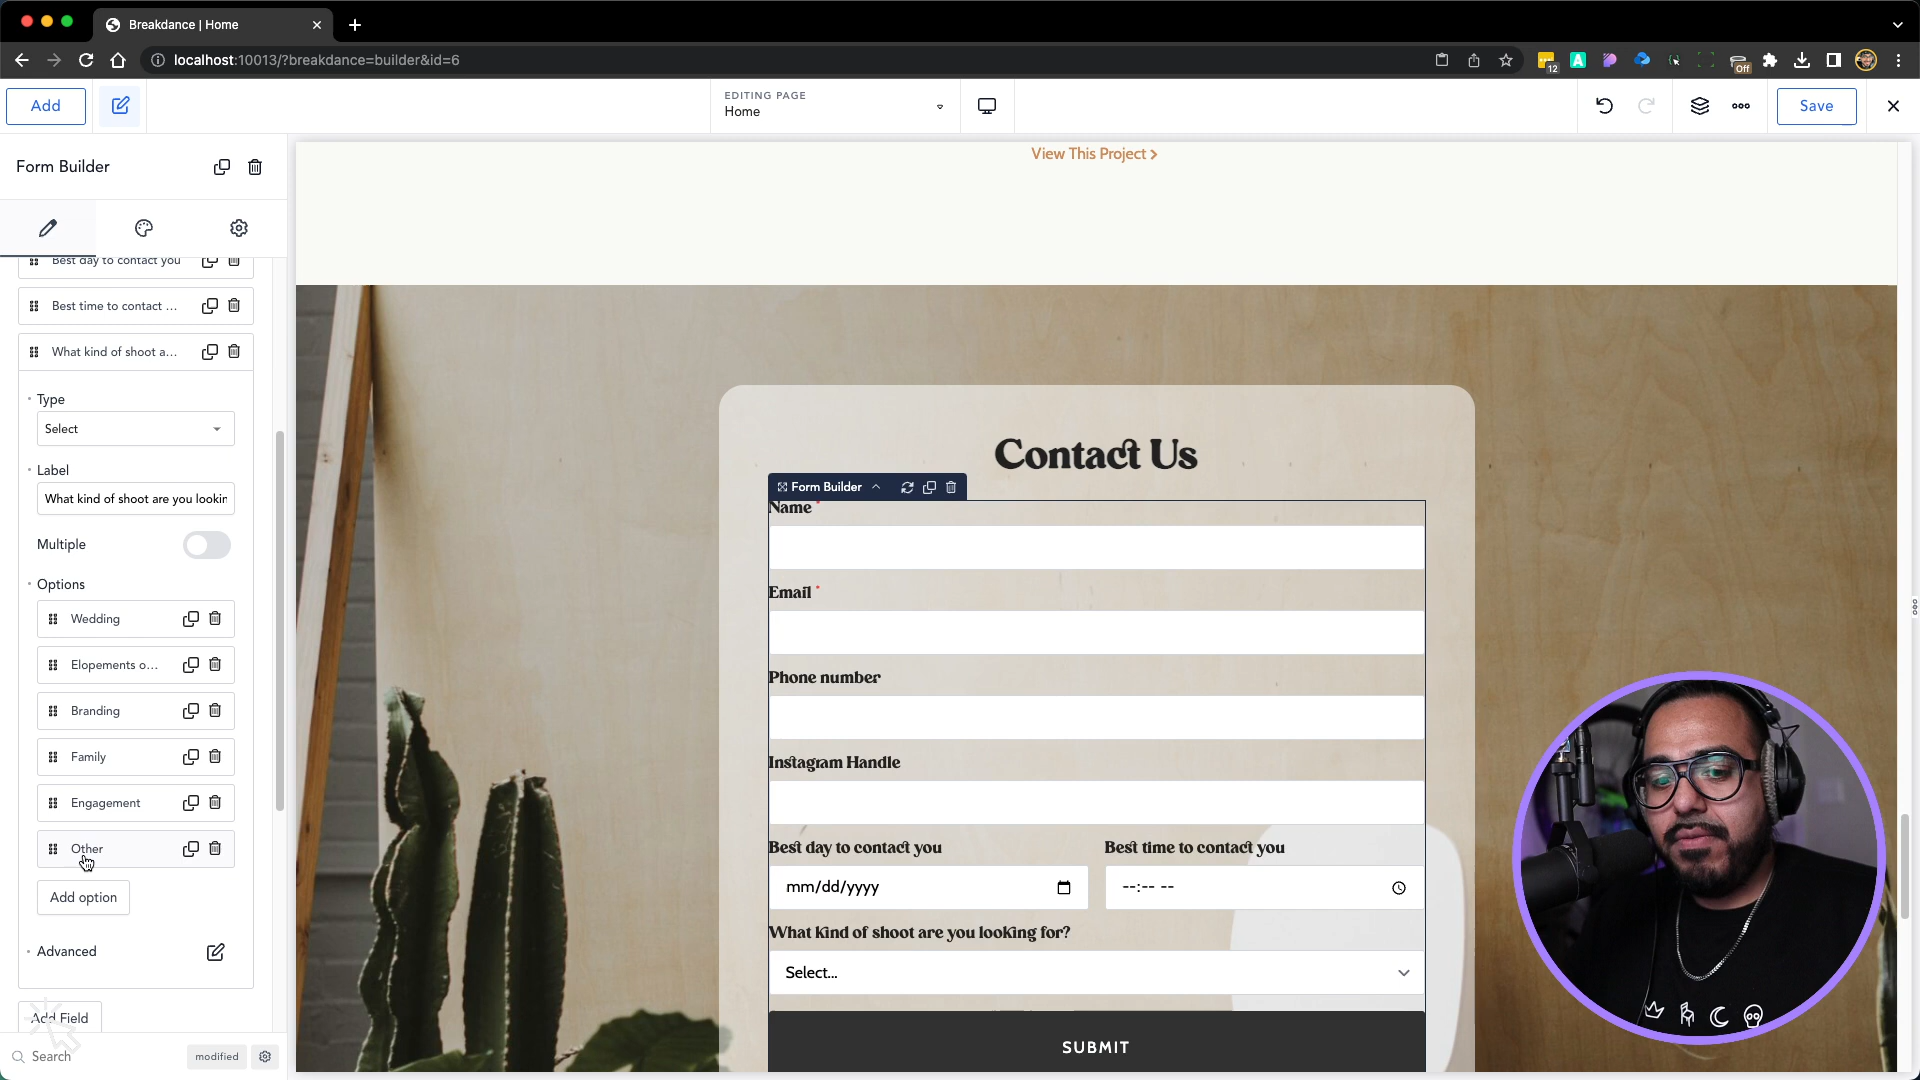 Breakdance | Home
localhost:10013/?breakdance=builder&id=6
12
A
Off
Add
EDITING PAGE
Home
Save
Form Builder
View This Project >
Best day to contact you
Best time to contact ...
What kind of shoot a...
Type
Select
Label
What kind of shoot are you lookin
Multiple
Options
Wedding
Elopements o...
Branding
Family
Engagement
Other
Add option
Advanced
Add Field
Search
modified
Contact Us
Form Builder
Name *
Email *
Phone number
Instagram Handle
Best day to contact you
Best time to contact you
mm/dd/yyyy
--:-- --
What kind of shoot are you looking for?
Select...
SUBMIT